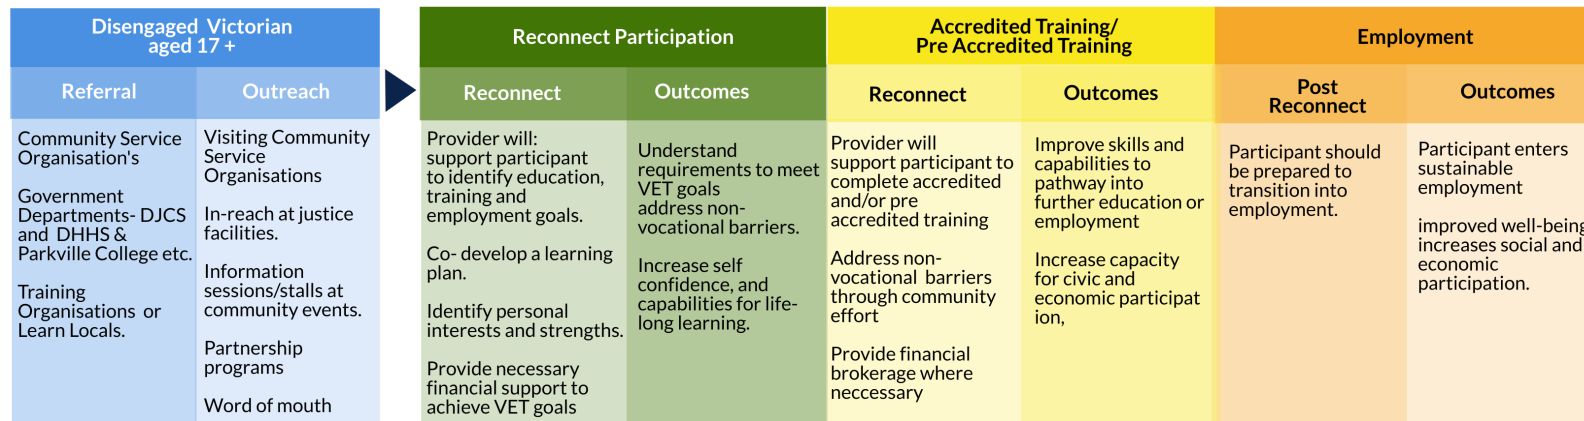 Disengaged Victorian
aged 17 +
Referral
Community Service
Organisation's
Government
Departments- DJCS
and DHHS &
Parkville College etc.
Training
Organisations or
Learn Locals.
Outreach
Visiting Community
Service
Organisations
In-reach at justice
facilities.
Information
sessions/stalls at
community events.
Partnership
programs
Word of mouth
Reconnect Participation
Reconnect
Provider will:
support participant
to identify education,
training and
employment goals.
Co- develop a learning
plan.
Identify personal
interests and strengths.
Provide necessary
financial support to
achieve VET goals
Outcomes
Understand
requirements to meet
VET goals
address non-
vocational barriers.
Increase self
confidence, and
capabilities for life-
long learning.
Accredited Training/
Pre Accredited Training
Reconnect
Provider will
support participant to
complete accredited
and/or pre
accredited training
Address non-
vocational barriers
through community
effort
Provide financial
brokerage where
neccessary
Outcomes
Improve skills and
capabilities to
pathway into
further education or
employment
Increase capacity
for civic and
economic participat
ion,
Employment
Post
Reconnect
Participant should
be prepared to
transition into
employment.
Outcomes
Participant enters
sustainable
employment
improved well-being
increases social and
economic
participation.